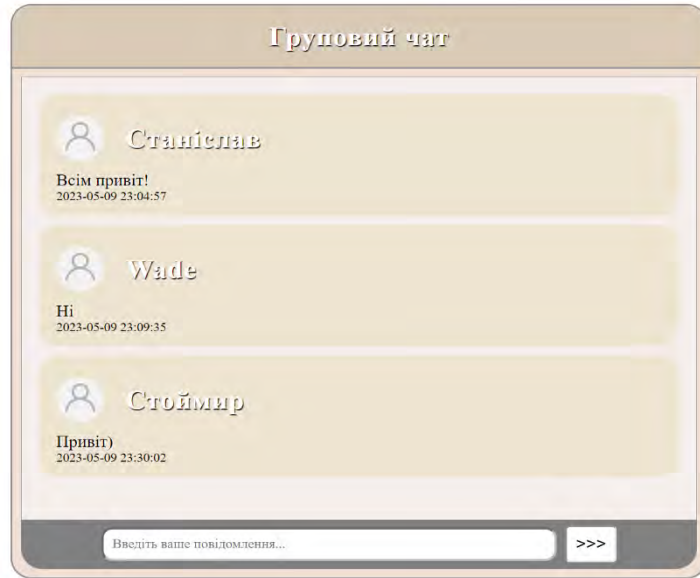 Груповий чат
Станіслав
Всім привіт!
2023-05-09 23:04:57
Wade
Ні
2023-05-09 23:09:35
Стоймир
Привіт)
2023-05-09 23:30:02
Введіть ваше повідомлення... >>>